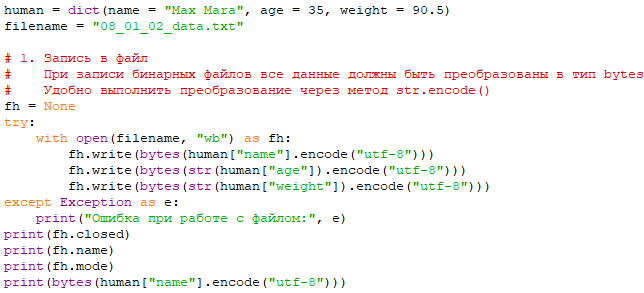 human = dict(name = "Max Mara", age = 35, weight = 90.5)
filename = "08_01_02_data.txt"
# 1. Запись в файл
#    При записи бинарных файлов все данные должны быть преобразованы в тип bytes
#    Удобно выполнить преобразование через метод str.encode()
fh = None
try:
    with open(filename, "wb") as fh:
        fh.write(bytes(human["name"].encode("utf-8")))
        fh.write(bytes(str(human["age"]).encode("utf-8")))
        fh.write(bytes(str(human["weight"]).encode("utf-8")))
except Exception as e:
    print("Ошибка при работе с файлом:", e)
print(fh.closed)
print(fh.name)
print(fh.mode)
print(bytes(human["name"].encode("utf-8")))